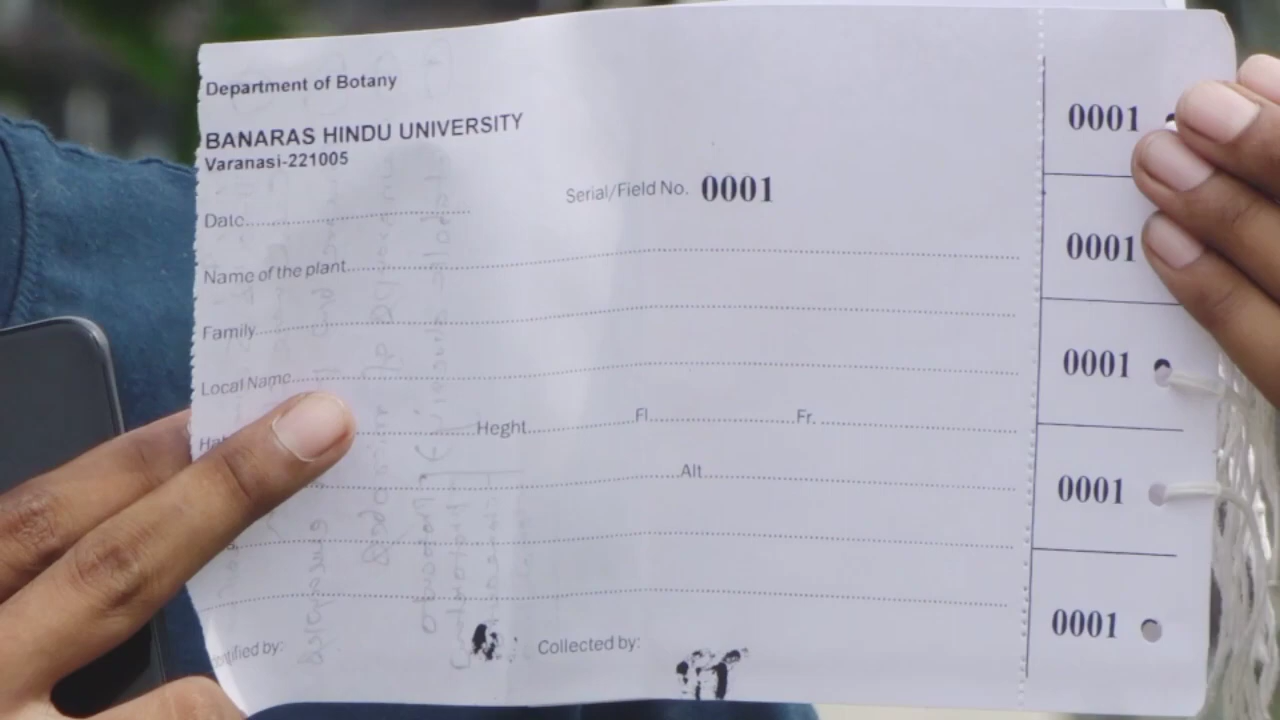 Department of Botany
BANARAS HINDU UNIVERSITY
Varanasi-221005
Serial/Field No. 0001
Date
Name of the plant
Family
Local Name
Heght Fl. Fr.
Alt
Collected by:
0001
0001
0001
0001
0001